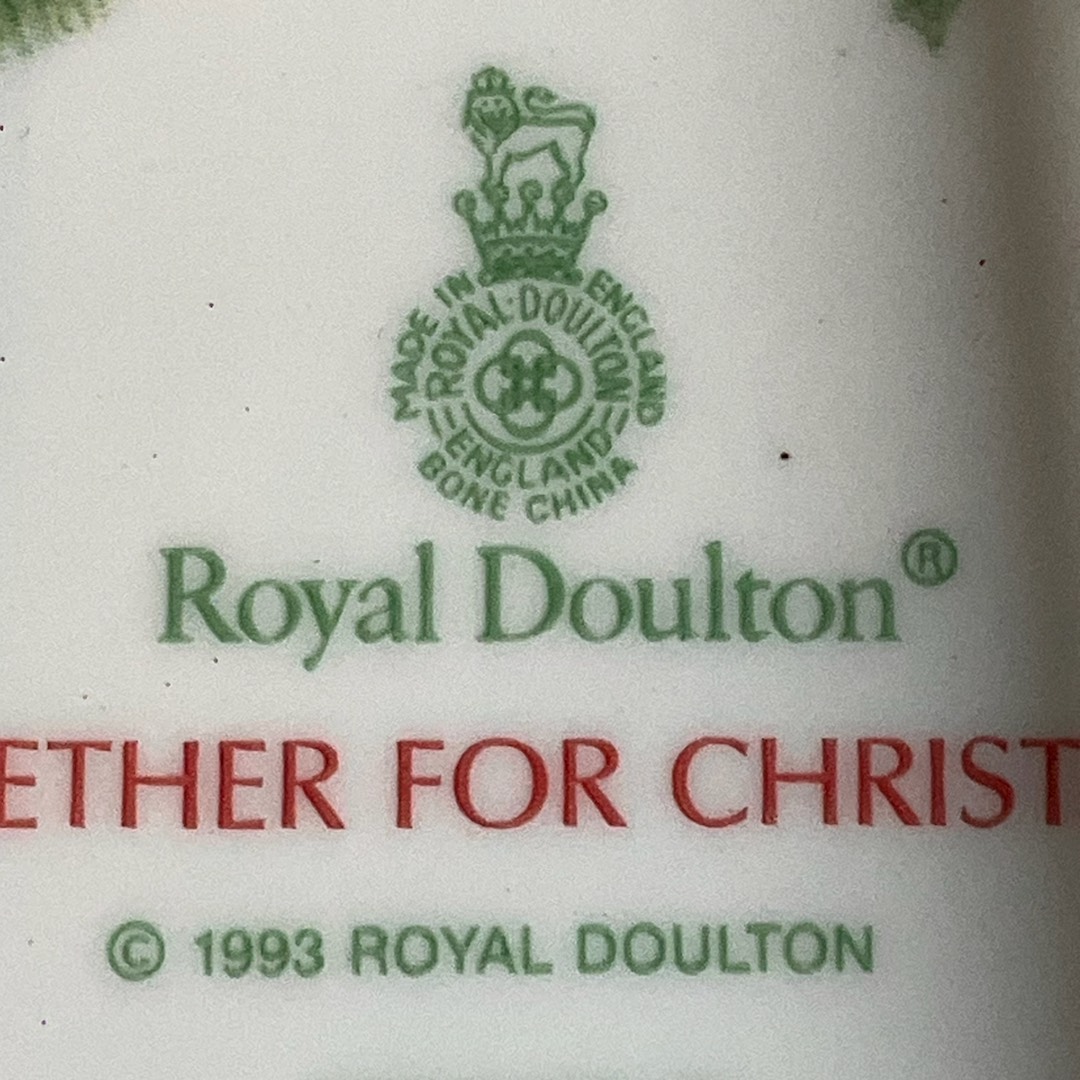 MADE IN ENGLAND
ROYAL·DOULTON
ENGLAND
BONE CHINA
Royal Doulton®
ETHER FOR CHRIST
© 1993 ROYAL DOULTON